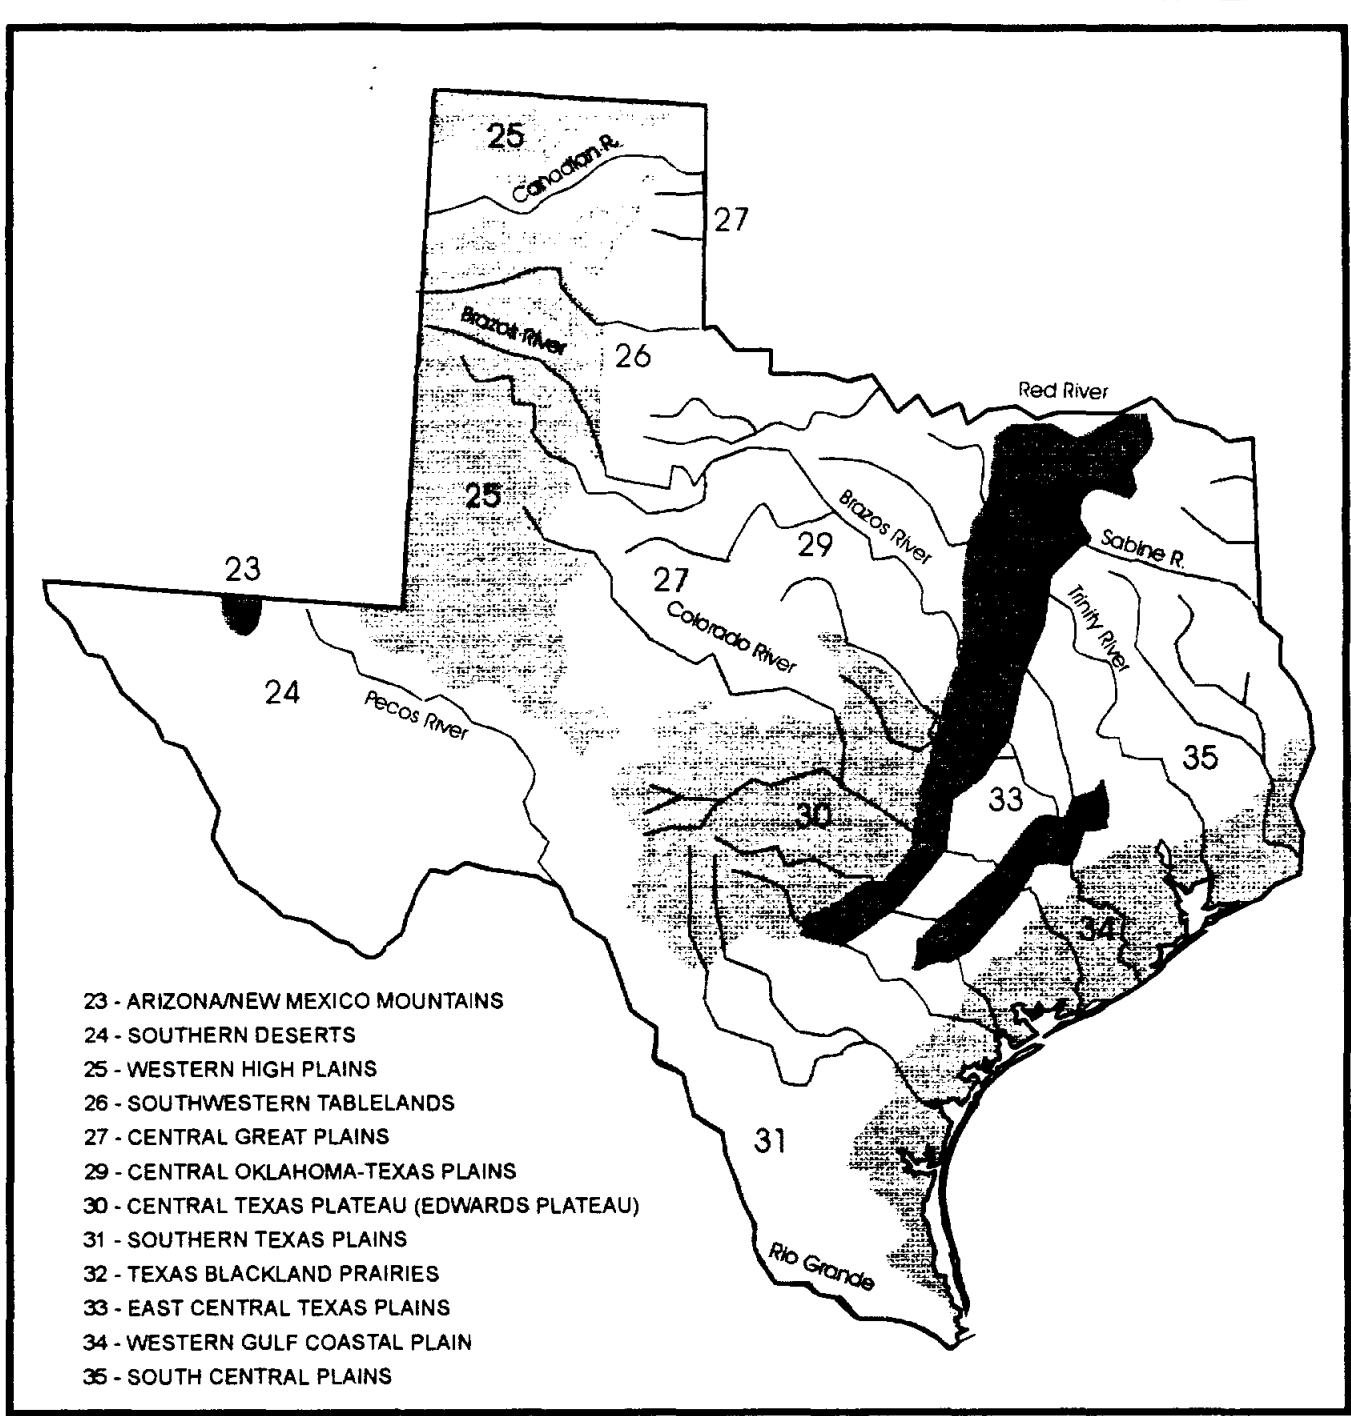 25
Canadian R.
27
Brazos River
26
Red River
25
Brazos River
29
Sabine R.
23
27
Trinity River
Colorado River
24
Pecos River
35
33
30
34
23 - ARIZONA/NEW MEXICO MOUNTAINS
24 - SOUTHERN DESERTS
25 - WESTERN HIGH PLAINS
26 - SOUTHWESTERN TABLELANDS
27 - CENTRAL GREAT PLAINS
31
29 - CENTRAL OKLAHOMA-TEXAS PLAINS
30 - CENTRAL TEXAS PLATEAU (EDWARDS PLATEAU)
31 - SOUTHERN TEXAS PLAINS
Rio Grande
32 - TEXAS BLACKLAND PRAIRIES
33 - EAST CENTRAL TEXAS PLAINS
34 - WESTERN GULF COASTAL PLAIN
35 - SOUTH CENTRAL PLAINS